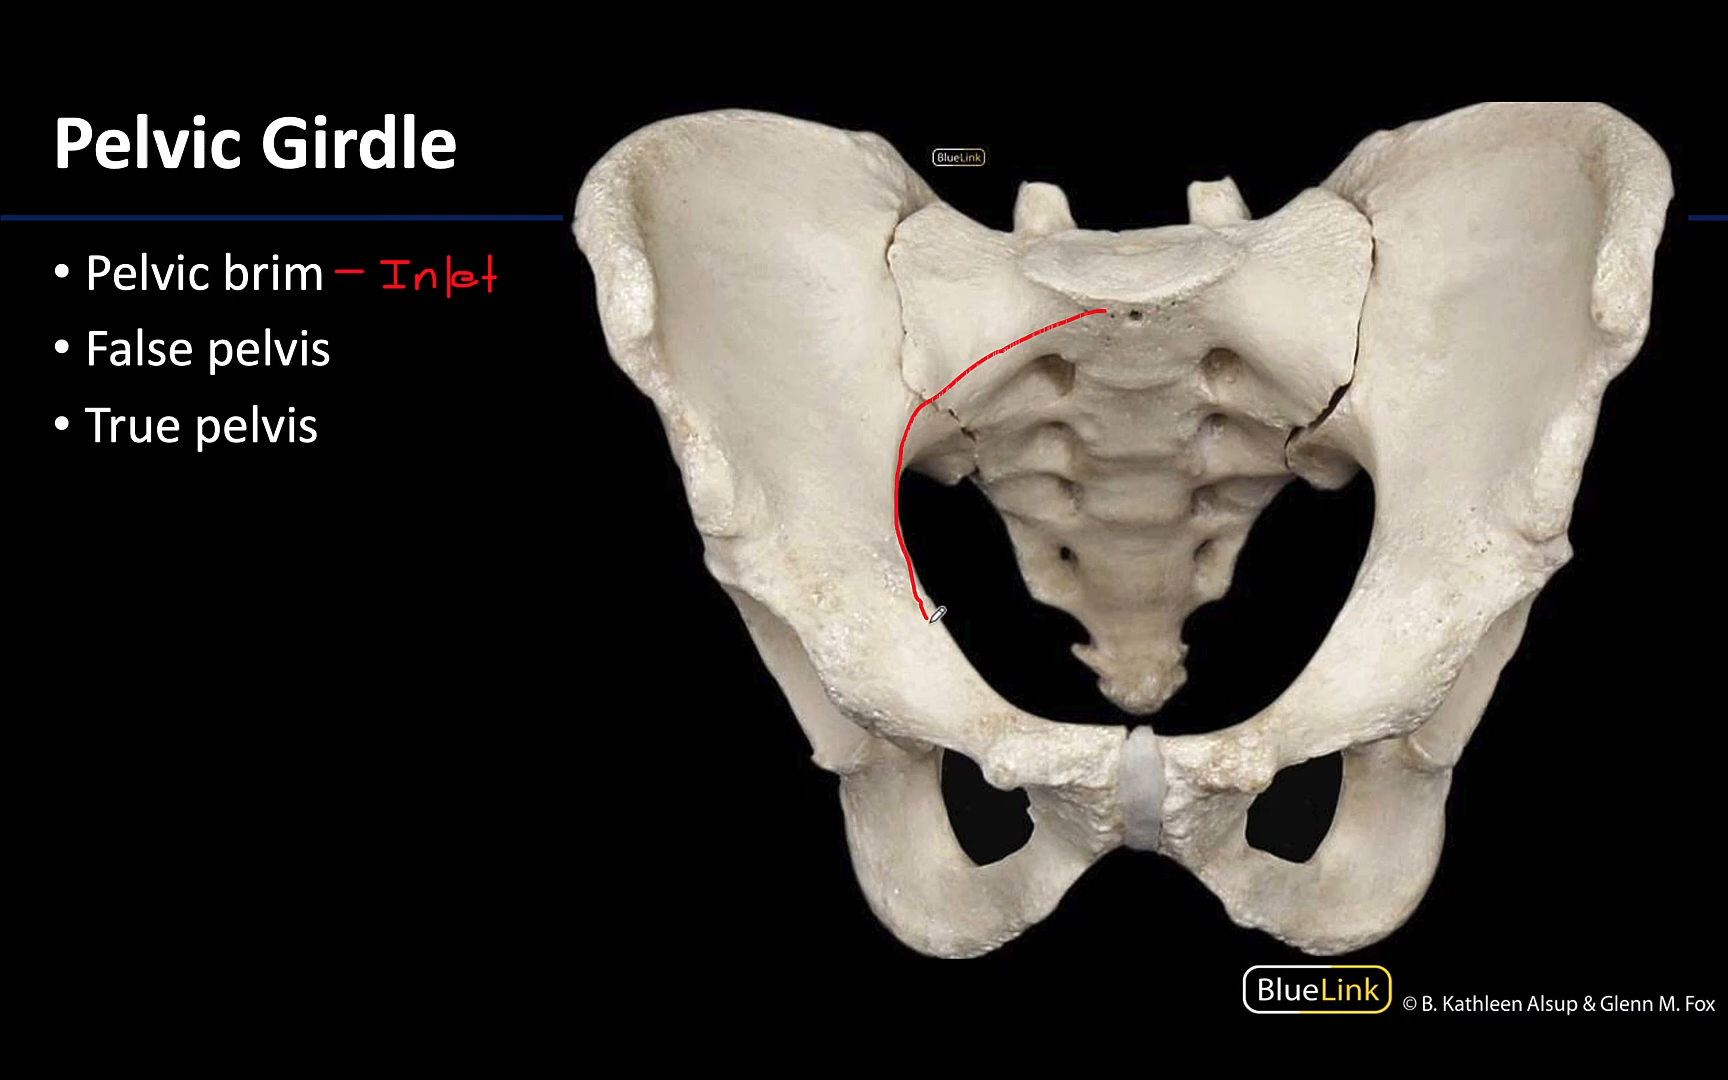 Pelvic Girdle
• Pelvic brim – Inlet
• False pelvis
• True pelvis
BlueLink
BlueLink © B. Kathleen Alsup & Glenn M. Fox